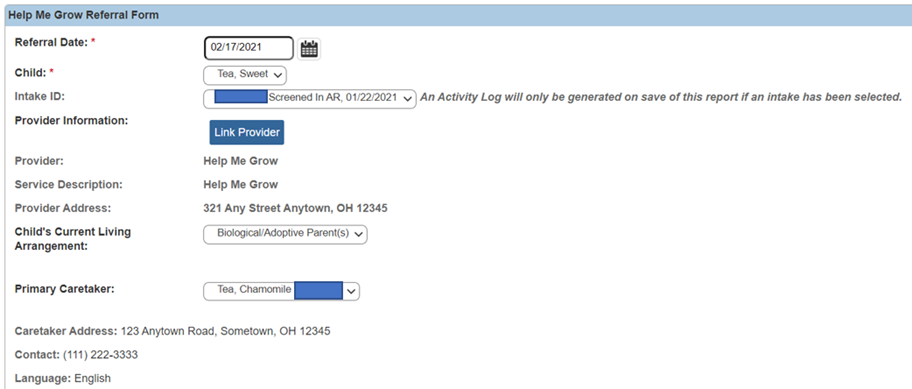 Help Me Grow Referral Form
Referral Date: * 02/17/2021
Child: * Tea, Sweet
Intake ID: Screened In AR, 01/22/2021 An Activity Log will only be generated on save of this report if an intake has been selected.
Provider Information:
Link Provider
Provider: Help Me Grow
Service Description: Help Me Grow
Provider Address: 321 Any Street Anytown, OH 12345
Child's Current Living Biological/Adoptive Parent(s)
Arrangement:
Primary Caretaker: Tea, Chamomile
Caretaker Address: 123 Anytown Road, Sometown, OH 12345
Contact: (111) 222-3333
Language: English